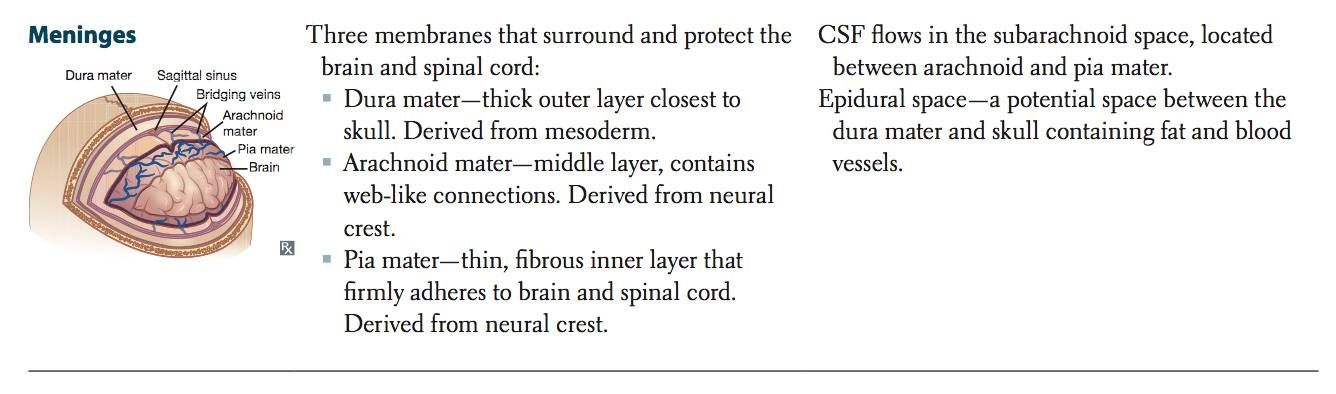 Meninges
Dura mater
Sagittal sinus
Bridging veins
Arachnoid
mater
Pia mater
Brain
Rx
Three membranes that surround and protect the
brain and spinal cord:
▪ Dura mater—thick outer layer closest to
skull. Derived from mesoderm.
▪ Arachnoid mater—middle layer, contains
web-like connections. Derived from neural
crest.
▪ Pia mater—thin, fibrous inner layer that
firmly adheres to brain and spinal cord.
Derived from neural crest.
CSF flows in the subarachnoid space, located
between arachnoid and pia mater.
Epidural space—a potential space between the
dura mater and skull containing fat and blood
vessels.